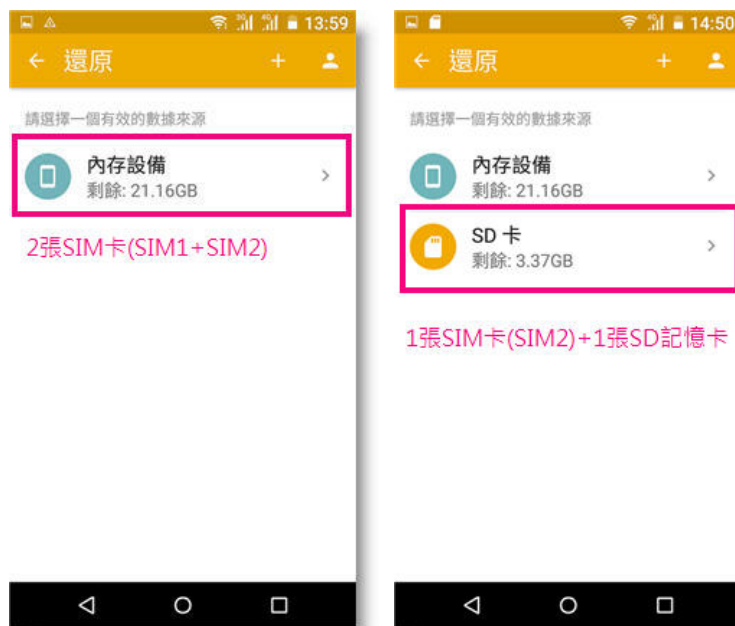 13:59
還原
請選擇一個有效的數據來源
內存設備
剩餘: 21.16GB
2張SIM卡(SIM1+SIM2)
14:50
還原
請選擇一個有效的數據來源
內存設備
剩餘: 21.16GB
SD 卡
剩餘: 3.37GB
1張SIM卡(SIM2)+1張SD記憶卡